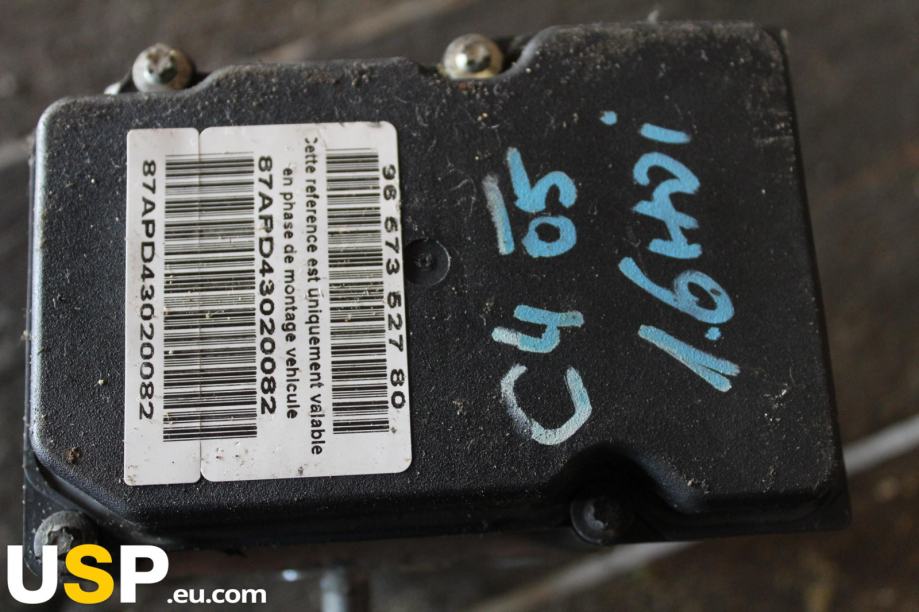 96 673 527 80
Cette reference est uniquement valable
en phase de montage vehicule
87APD43020082
87APD43020082
C4 05
1.6HDi
USP.eu.com